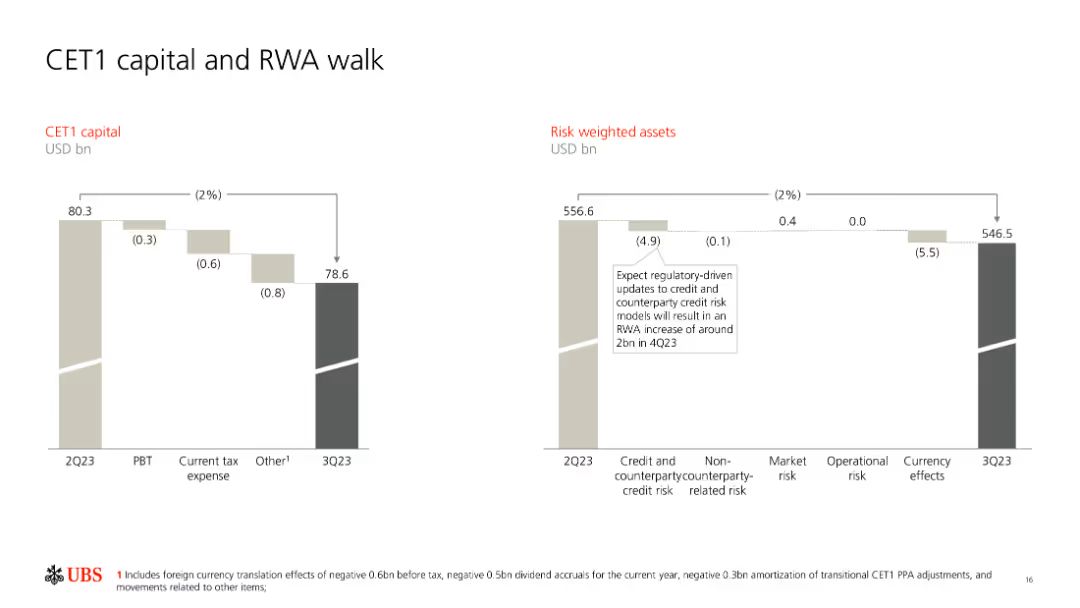 CET1 capital and RWA walk
CET1 capital
USD bn
(2%)
80.3
(0.3)
(0.6)
(0.8)
78.6
2Q23
PBT
Current tax
expense
Other¹
3Q23
Risk weighted assets
USD bn
(2%)
556.6
(4.9)
(0.1)
0.4
0.0
(5.5)
546.5
Expect regulatory-driven
updates to credit and
counterparty credit risk
models will result in an
RWA increase of around
2bn in 4Q23
2Q23
Credit and
counterparty
credit risk
Non-
counterparty-
related risk
Market
risk
Operational
risk
Currency
effects
3Q23
UBS
1 Includes foreign currency translation effects of negative 0.6bn before tax, negative 0.5bn dividend accruals for the current year, negative 0.3bn amortization of transitional CET1 PPA adjustments, and
movements related to other items;
16